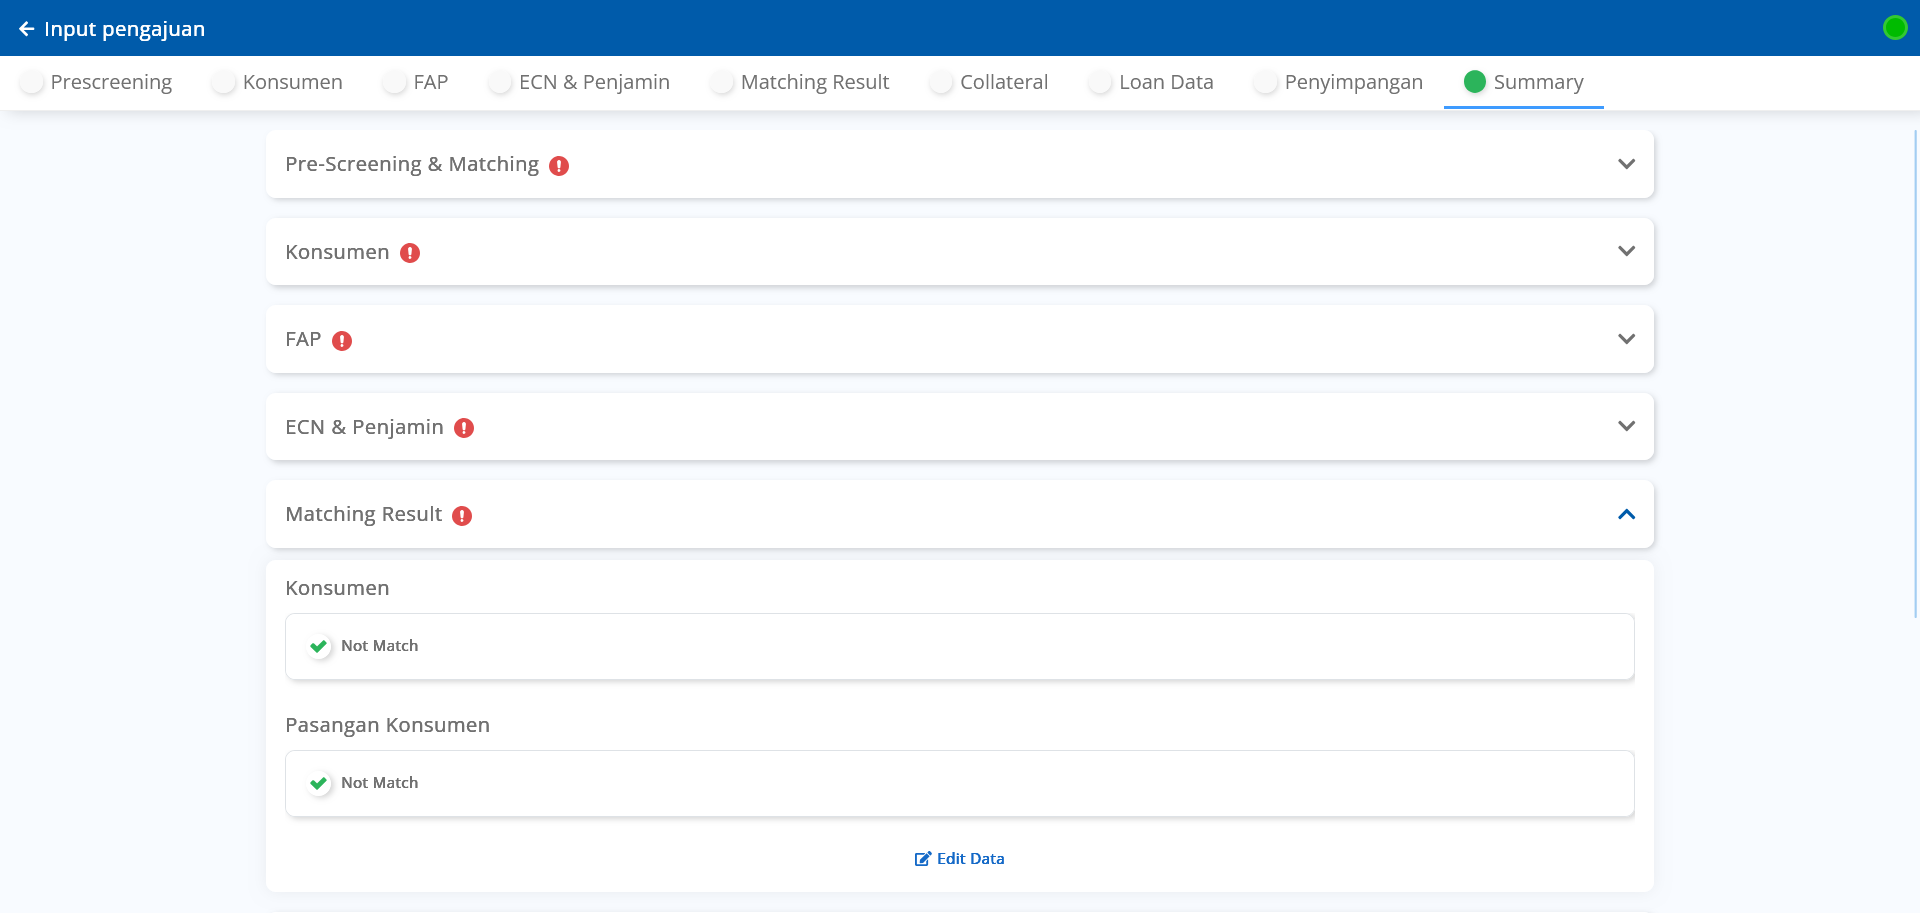 Input pengajuan
Prescreening Konsumen FAP ECN & Penjamin Matching Result Collateral Loan Data Penyimpangan Summary
Pre-Screening & Matching
Konsumen
FAP
ECN & Penjamin
Matching Result
Konsumen
Not Match
Pasangan Konsumen
Not Match
Edit Data